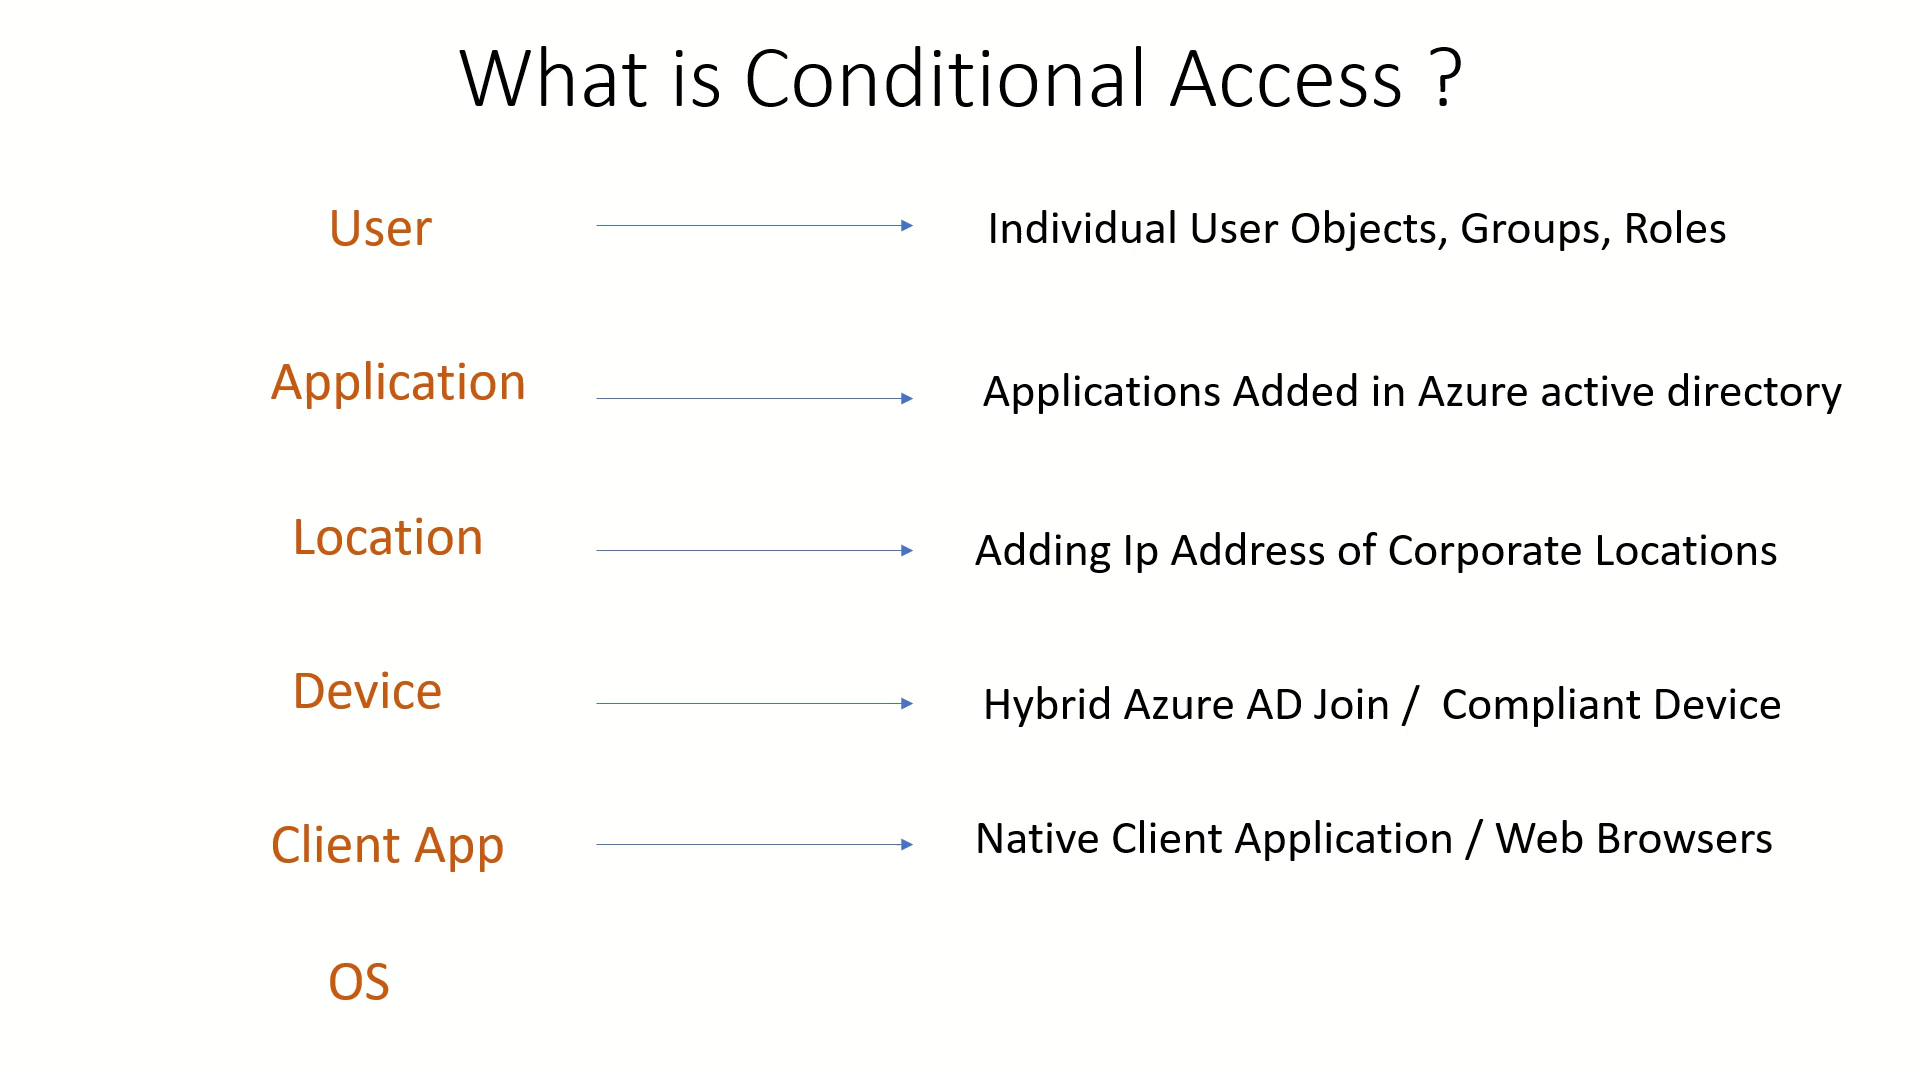 What is Conditional Access ?
User
Individual User Objects, Groups, Roles
Application
Applications Added in Azure active directory
Location
Adding Ip Address of Corporate Locations
Device
Hybrid Azure AD Join /  Compliant Device
Client App
Native Client Application / Web Browsers
OS